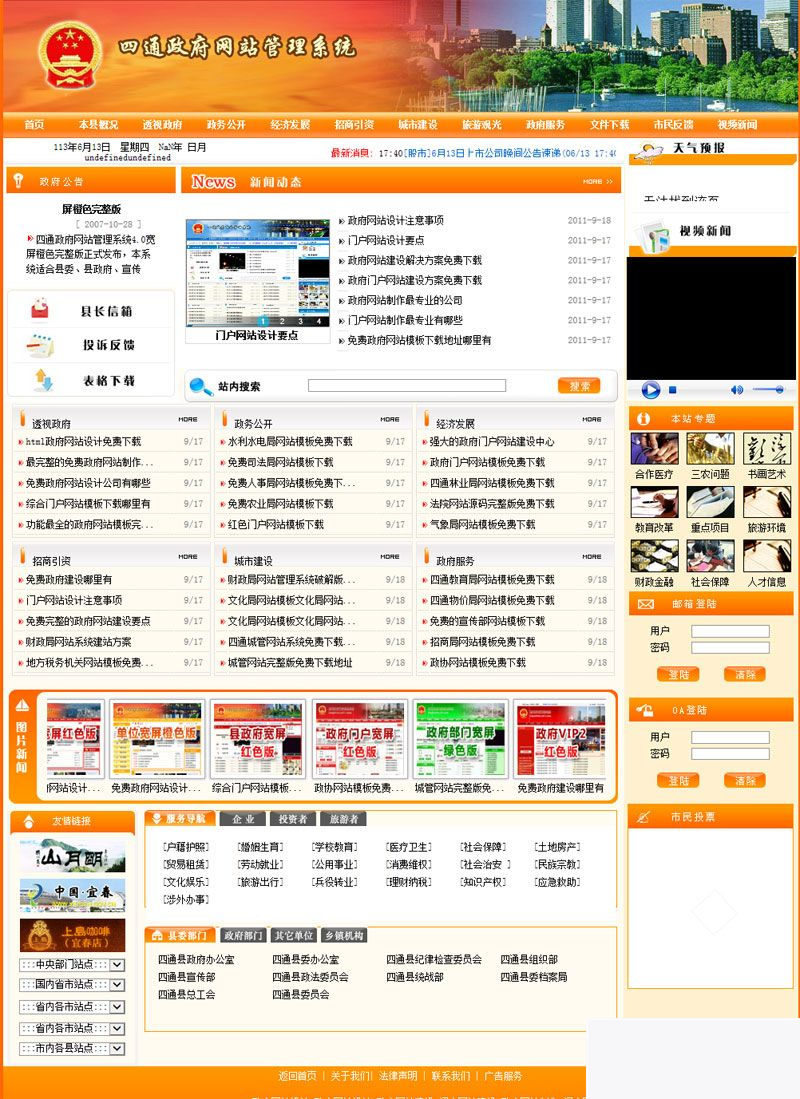 四通政府网站管理系统
首页 本县概况 透视政府 政务公开 经济发展 招商引资 城市建设 旅游观光 政府服务 文件下载 市民反馈 视频新闻
113年6月13日 星期四 NaN年 日月
undefinedundefined
最新消息: 17:40[股市]6月13日上市公司晚间公告速递(06/13 17:40
天气预报
政府公告
屏橙色完整版
[ 2007-10-28 ]
四通政府网站管理系统4.0宽
屏橙色完整版正式发布，本系
统适合县委、县政府、宣传
县长信箱
投诉反馈
表格下载
News 新闻动态 MORE >>
1 2 3 4
门户网站设计要点
政府网站设计注意事项 2011-9-18
门户网站设计要点 2011-9-17
政府网站建设解决方案免费下载 2011-9-17
政府门户网站建设方案免费下载 2011-9-17
政府网站制作最专业的公司 2011-9-17
门户网站制作最专业有哪些 2011-9-17
免费政府网站模板下载地址哪里有 2011-9-17
站内搜索 搜索
视频新闻
透视政府 MORE
html政府网站设计免费下载 9/17
最完整的免费政府网站制作... 9/17
免费政府网站设计公司有哪些 9/17
综合门户网站模板下载哪里有 9/17
功能最全的政府网站模板完... 9/17
政务公开 MORE
水利水电局网站模板免费下载 9/17
免费司法局网站模板下载 9/17
免费人事局网站模板免费下... 9/17
免费农业局网站模板下载 9/17
红色门户网站模板下载 9/17
经济发展 MORE
强大的政府门户网站建设中心 9/17
政府门户网站模板免费下载 9/17
四通林业局网站模板免费下载 9/17
法院网站源码完整版免费下载 9/17
气象局网站模板免费下载 9/17
招商引资 MORE
免费政府建设哪里有 9/17
门户网站设计注意事项 9/17
免费完整的政府网站建设要点 9/17
财政局网站系统建站方案 9/17
地方税务机关网站模板免费... 9/17
城市建设 MORE
财政局网站管理系统破解版... 9/18
文化局网站模板文化局网站... 9/18
文化局网站模板文化局网站... 9/18
四通城管网站系统免费下载... 9/18
城管网站完整版免费下载地址 9/18
政府服务 MORE
四通教育局网站模板免费下载 9/18
四通物价局网站模板免费下载 9/18
免费的宣传部网站模板下载 9/18
招商局网站模板免费下载 9/18
政协网站模板免费下载 9/18
本站专题
合作医疗 三农问题 书画艺术
教育改革 重点项目 旅游环境
财政金融 社会保障 人才信息
邮箱登陆
用户
密码
登陆 清除
OA登陆
用户
密码
登陆 清除
市民投票
图片新闻
宽屏红色版
单位宽屏橙色版
县政府宽屏
红色版
政府门户宽屏
红色版
政府部门宽屏
绿色版
政府VIP2
红色版
网站设计... 免费政府网站设计... 综合门户网站模板... 政协网站模板免费... 城管网站完整版免... 免费政府建设哪里有
友情链接
山月明
中国·宜春
上岛咖啡
(宜春店)
:::中央部门站点:::
:::国内省市站点:::
:::省内各市站点:::
:::省内各市站点:::
:::市内各县站点:::
服务导航 企 业 投资者 旅游者
[户籍护照] [婚姻生育] [学校教育] [医疗卫生] [社会保障] [土地房产]
[贸易租赁] [劳动就业] [公用事业] [消费维权] [社会治安 ] [民族宗教]
[文化娱乐] [旅游出行] [兵役转业] [理财纳税] [知识产权] [应急救助]
[涉外办事]
县委部门 政府部门 其它单位 乡镇机构
四通县政府办公室 四通县委办公室 四通县纪律检查委员会 四通县组织部
四通县宣传部 四通县政法委员会 四通县统战部 四通县委档案局
四通县总工会 四通县委员会
返回首页 | 关于我们| 法律声明 | 联系我们 | 广告服务